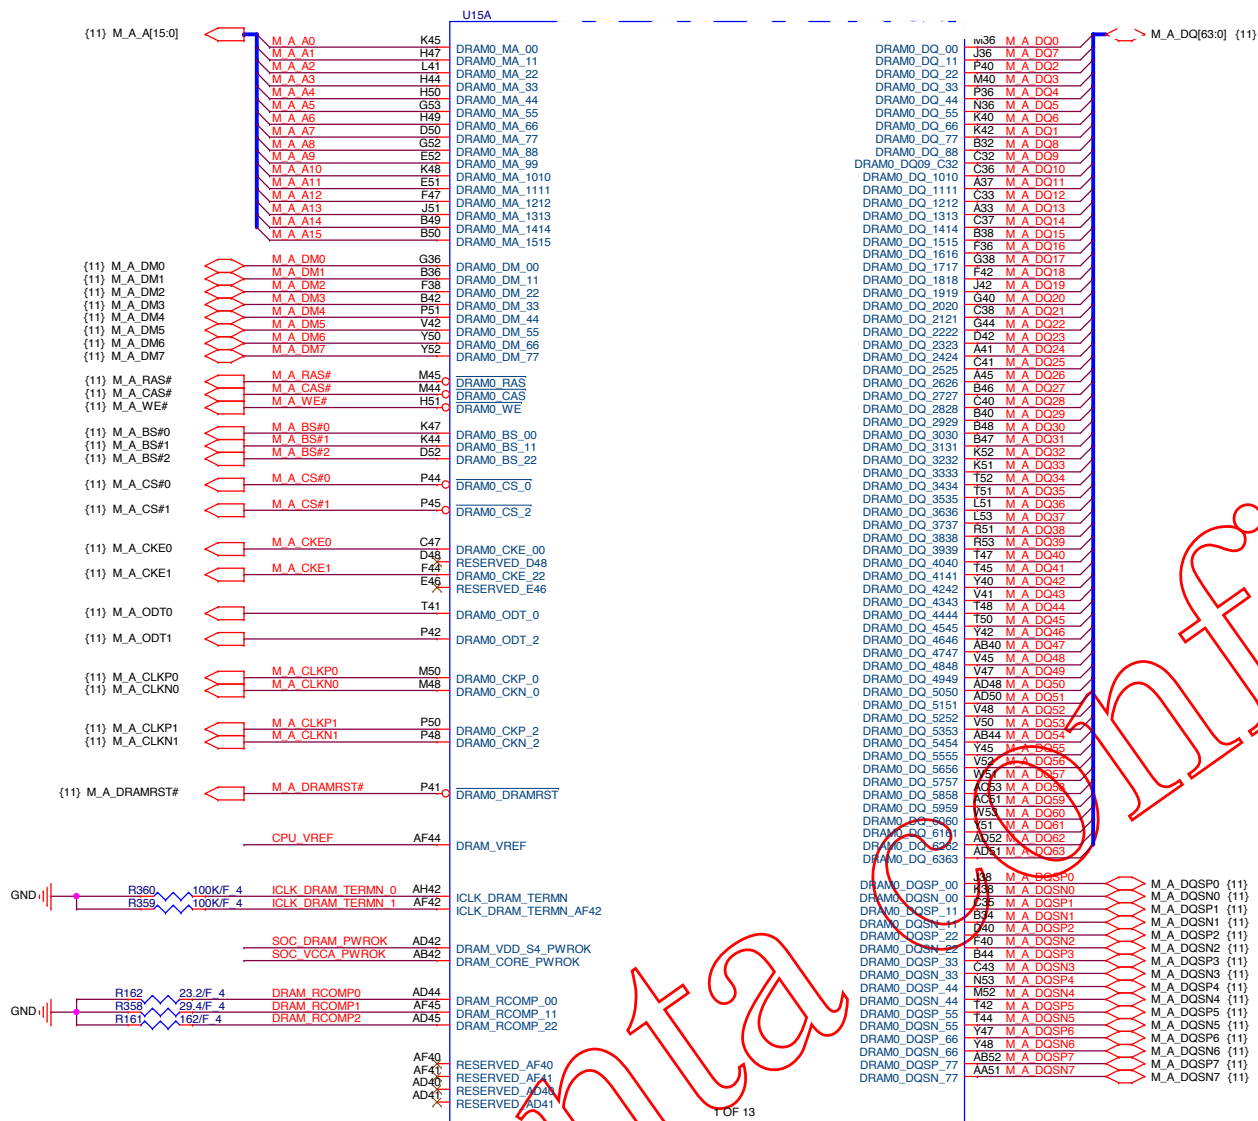 U15A
{11} M_A_A[15:0]
M_A_DQ[63:0] {11}
M_A_A0 K45 DRAM0_MA_00
M_A_A1 H47 DRAM0_MA_11
M_A_A2 L41 DRAM0_MA_22
M_A_A3 H44 DRAM0_MA_33
M_A_A4 H50 DRAM0_MA_44
M_A_A5 G53 DRAM0_MA_55
M_A_A6 H49 DRAM0_MA_66
M_A_A7 D50 DRAM0_MA_77
M_A_A8 G52 DRAM0_MA_88
M_A_A9 E52 DRAM0_MA_99
M_A_A10 K48 DRAM0_MA_1010
M_A_A11 E51 DRAM0_MA_1111
M_A_A12 F47 DRAM0_MA_1212
M_A_A13 J51 DRAM0_MA_1313
M_A_A14 B49 DRAM0_MA_1414
M_A_A15 B50 DRAM0_MA_1515
{11} M_A_DM0 M_A_DM0 G36 DRAM0_DM_00
{11} M_A_DM1 M_A_DM1 B36 DRAM0_DM_11
{11} M_A_DM2 M_A_DM2 F38 DRAM0_DM_22
{11} M_A_DM3 M_A_DM3 B42 DRAM0_DM_33
{11} M_A_DM4 M_A_DM4 P51 DRAM0_DM_44
{11} M_A_DM5 M_A_DM5 V42 DRAM0_DM_55
{11} M_A_DM6 M_A_DM6 Y50 DRAM0_DM_66
{11} M_A_DM7 M_A_DM7 Y52 DRAM0_DM_77
{11} M_A_RAS# M_A_RAS# M45 DRAM0_RAS
{11} M_A_CAS# M_A_CAS# M44 DRAM0_CAS
{11} M_A_WE# M_A_WE# H51 DRAM0_WE
{11} M_A_BS#0 M_A_BS#0 K47 DRAM0_BS_00
{11} M_A_BS#1 M_A_BS#1 K44 DRAM0_BS_11
{11} M_A_BS#2 M_A_BS#2 D52 DRAM0_BS_22
{11} M_A_CS#0 M_A_CS#0 P44 DRAM0_CS_0
{11} M_A_CS#1 M_A_CS#1 P45 DRAM0_CS_2
{11} M_A_CKE0 M_A_CKE0 C47 DRAM0_CKE_00
D48 RESERVED_D48
{11} M_A_CKE1 M_A_CKE1 F44 DRAM0_CKE_22
E46 RESERVED_E46
{11} M_A_ODT0 T41 DRAM0_ODT_0
{11} M_A_ODT1 P42 DRAM0_ODT_2
{11} M_A_CLKP0 M_A_CLKP0 M50 DRAM0_CKP_0
{11} M_A_CLKN0 M_A_CLKN0 M48 DRAM0_CKN_0
{11} M_A_CLKP1 M_A_CLKP1 P50 DRAM0_CKP_2
{11} M_A_CLKN1 M_A_CLKN1 P48 DRAM0_CKN_2
{11} M_A_DRAMRST# M_A_DRAMRST# P41 DRAM0_DRAMRST
CPU_VREF AF44 DRAM_VREF
GND R360 100K/F_4 ICLK_DRAM_TERMN_0 AH42 ICLK_DRAM_TERMN
R359 100K/F_4 ICLK_DRAM_TERMN_1 AF42 ICLK_DRAM_TERMN_AF42
SOC_DRAM_PWROK AD42 DRAM_VDD_S4_PWROK
SOC_VCCA_PWROK AB42 DRAM_CORE_PWROK
R162 23.2/F_4 DRAM_RCOMP0 AD44 DRAM_RCOMP_00
GND R358 29.4/F_4 DRAM_RCOMP1 AF45 DRAM_RCOMP_11
R161 162/F_4 DRAM_RCOMP2 AD45 DRAM_RCOMP_22
AF40 RESERVED_AF40
AF41 RESERVED_AF41
AD40 RESERVED_AD40
AD41 RESERVED_AD41
DRAM0_DQ_00 M36 M_A_DQ0
DRAM0_DQ_11 J36 M_A_DQ7
DRAM0_DQ_22 P40 M_A_DQ2
DRAM0_DQ_33 M40 M_A_DQ3
DRAM0_DQ_44 P36 M_A_DQ4
DRAM0_DQ_55 N36 M_A_DQ5
DRAM0_DQ_66 K40 M_A_DQ6
DRAM0_DQ_77 K42 M_A_DQ1
DRAM0_DQ_88 B32 M_A_DQ8
DRAM0_DQ09_C32 C32 M_A_DQ9
DRAM0_DQ_1010 C36 M_A_DQ10
DRAM0_DQ_1111 A37 M_A_DQ11
DRAM0_DQ_1212 C33 M_A_DQ12
DRAM0_DQ_1313 A33 M_A_DQ13
DRAM0_DQ_1414 C37 M_A_DQ14
DRAM0_DQ_1515 B38 M_A_DQ15
DRAM0_DQ_1616 F36 M_A_DQ16
DRAM0_DQ_1717 G38 M_A_DQ17
DRAM0_DQ_1818 F42 M_A_DQ18
DRAM0_DQ_1919 J42 M_A_DQ19
DRAM0_DQ_2020 G40 M_A_DQ20
DRAM0_DQ_2121 C38 M_A_DQ21
DRAM0_DQ_2222 G44 M_A_DQ22
DRAM0_DQ_2323 D42 M_A_DQ23
DRAM0_DQ_2424 A41 M_A_DQ24
DRAM0_DQ_2525 C41 M_A_DQ25
DRAM0_DQ_2626 A45 M_A_DQ26
DRAM0_DQ_2727 B46 M_A_DQ27
DRAM0_DQ_2828 C40 M_A_DQ28
DRAM0_DQ_2929 B40 M_A_DQ29
DRAM0_DQ_3030 B48 M_A_DQ30
DRAM0_DQ_3131 B47 M_A_DQ31
DRAM0_DQ_3232 K52 M_A_DQ32
DRAM0_DQ_3333 K51 M_A_DQ33
DRAM0_DQ_3434 T52 M_A_DQ34
DRAM0_DQ_3535 T51 M_A_DQ35
DRAM0_DQ_3636 L51 M_A_DQ36
DRAM0_DQ_3737 L53 M_A_DQ37
DRAM0_DQ_3838 R51 M_A_DQ38
DRAM0_DQ_3939 R53 M_A_DQ39
DRAM0_DQ_4040 T47 M_A_DQ40
DRAM0_DQ_4141 T45 M_A_DQ41
DRAM0_DQ_4242 Y40 M_A_DQ42
DRAM0_DQ_4343 V41 M_A_DQ43
DRAM0_DQ_4444 T48 M_A_DQ44
DRAM0_DQ_4545 T50 M_A_DQ45
DRAM0_DQ_4646 Y42 M_A_DQ46
DRAM0_DQ_4747 AB40 M_A_DQ47
DRAM0_DQ_4848 V45 M_A_DQ48
DRAM0_DQ_4949 V47 M_A_DQ49
DRAM0_DQ_5050 AD48 M_A_DQ50
DRAM0_DQ_5151 AD50 M_A_DQ51
DRAM0_DQ_5252 V48 M_A_DQ52
DRAM0_DQ_5353 V50 M_A_DQ53
DRAM0_DQ_5454 AB44 M_A_DQ54
DRAM0_DQ_5555 Y45 M_A_DQ55
DRAM0_DQ_5656 V52 M_A_DQ56
DRAM0_DQ_5757 W51 M_A_DQ57
DRAM0_DQ_5858 AC53 M_A_DQ58
DRAM0_DQ_5959 AC51 M_A_DQ59
DRAM0_DQ_6060 W53 M_A_DQ60
DRAM0_DQ_6161 Y51 M_A_DQ61
DRAM0_DQ_6262 AD52 M_A_DQ62
DRAM0_DQ_6363 AD51 M_A_DQ63
DRAM0_DQSP_00 J38 M_A_DQSP0 M_A_DQSP0 {11}
DRAM0_DQSN_00 K38 M_A_DQSN0 M_A_DQSN0 {11}
DRAM0_DQSP_11 C35 M_A_DQSP1 M_A_DQSP1 {11}
DRAM0_DQSN_11 B34 M_A_DQSN1 M_A_DQSN1 {11}
DRAM0_DQSP_22 D40 M_A_DQSP2 M_A_DQSP2 {11}
DRAM0_DQSN_22 F40 M_A_DQSN2 M_A_DQSN2 {11}
DRAM0_DQSP_33 B44 M_A_DQSP3 M_A_DQSP3 {11}
DRAM0_DQSN_33 C43 M_A_DQSN3 M_A_DQSN3 {11}
DRAM0_DQSP_44 N53 M_A_DQSP4 M_A_DQSP4 {11}
DRAM0_DQSN_44 M52 M_A_DQSN4 M_A_DQSN4 {11}
DRAM0_DQSP_55 T42 M_A_DQSP5 M_A_DQSP5 {11}
DRAM0_DQSN_55 T44 M_A_DQSN5 M_A_DQSN5 {11}
DRAM0_DQSP_66 Y47 M_A_DQSP6 M_A_DQSP6 {11}
DRAM0_DQSN_66 Y48 M_A_DQSN6 M_A_DQSN6 {11}
DRAM0_DQSP_77 AB52 M_A_DQSP7 M_A_DQSP7 {11}
DRAM0_DQSN_77 AA51 M_A_DQSN7 M_A_DQSN7 {11}
1 OF 13
nta
Confi